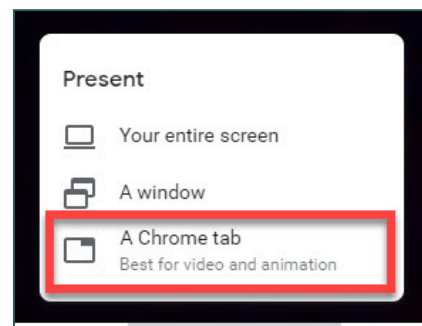 Present
Your entire screen
A window
A Chrome tab
Best for video and animation